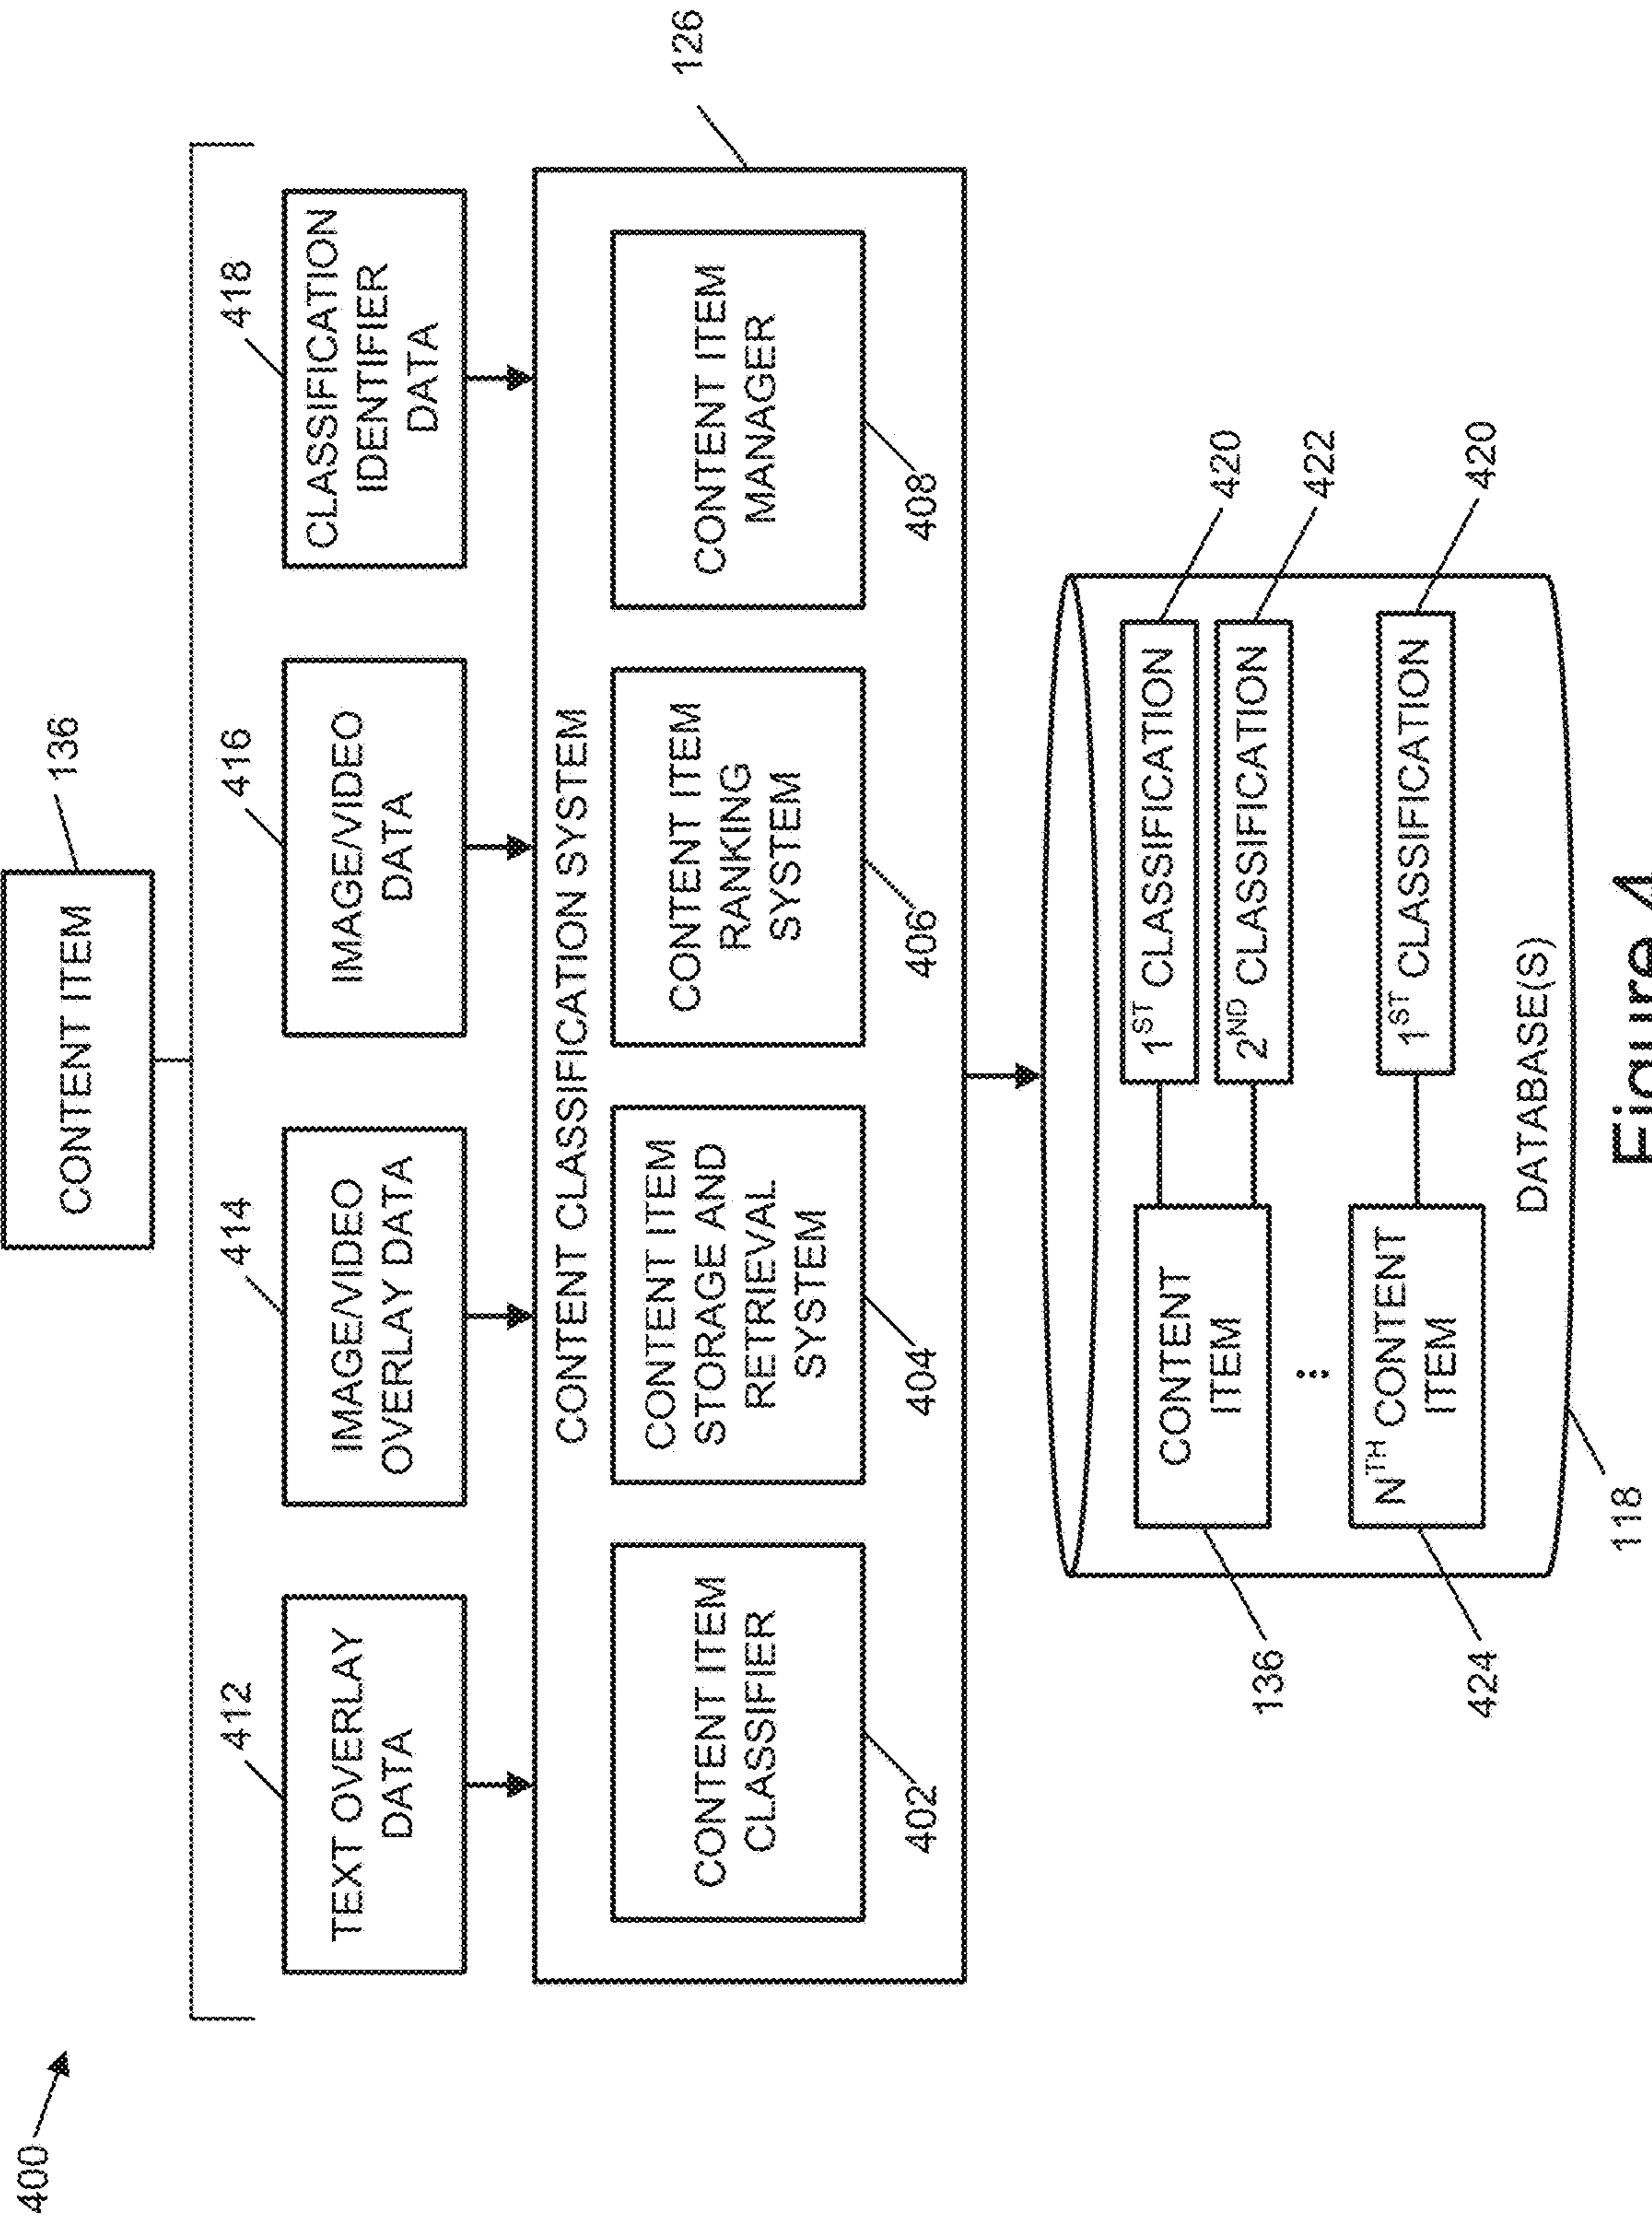 400
CONTENT ITEM
136
412
414
416
418
TEXT OVERLAY
DATA
IMAGE/VIDEO
OVERLAY DATA
IMAGE/VIDEO
DATA
CLASSIFICATION
IDENTIFIER
DATA
126
CONTENT CLASSIFICATION SYSTEM
CONTENT ITEM
CLASSIFIER
CONTENT ITEM
STORAGE AND
RETRIEVAL
SYSTEM
CONTENT ITEM
RANKING
SYSTEM
CONTENT ITEM
MANAGER
402
404
406
408
136
CONTENT
ITEM
1ST CLASSIFICATION
420
2ND CLASSIFICATION
422
424
NTH CONTENT
ITEM
1ST CLASSIFICATION
420
DATABASE(S)
118
Figure 4